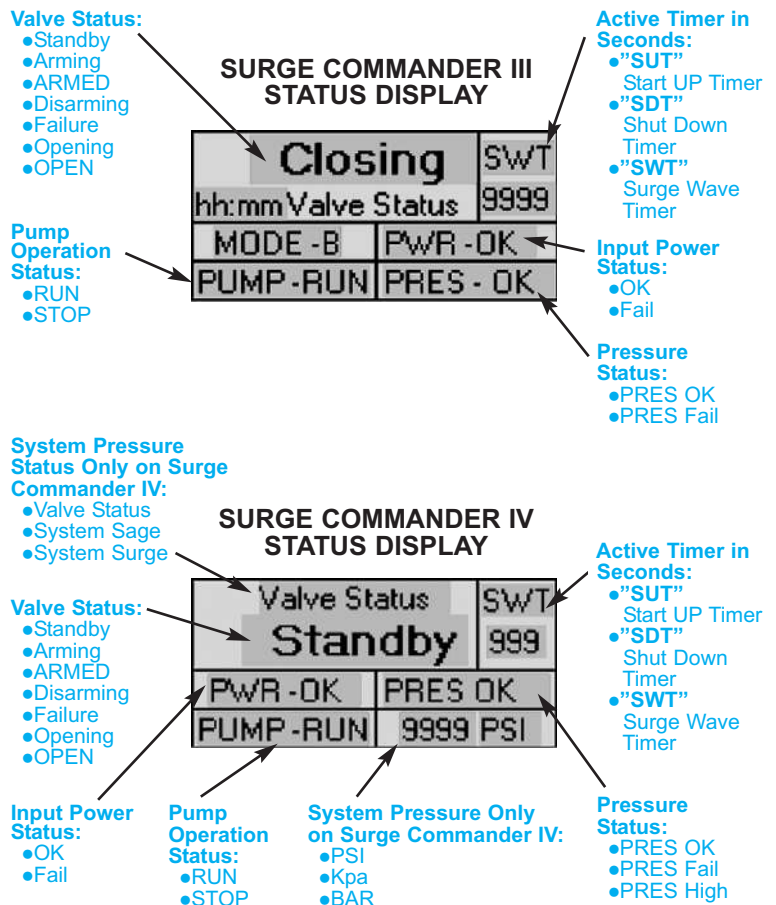 Valve Status:
●Standby
●Arming
●ARMED
●Disarming
●Failure
●Opening
●OPEN
Pump
Operation
Status:
●RUN
●STOP
SURGE COMMANDER III
STATUS DISPLAY
Closing
SWT
hh:mm Valve Status
9999
MODE -B
PWR -OK
PUMP -RUN
PRES - OK
Active Timer in
Seconds:
●”SUT”
Start UP Timer
●”SDT”
Shut Down
Timer
●”SWT”
Surge Wave
Timer
Input Power
Status:
●OK
●Fail
Pressure
Status:
●PRES OK
●PRES Fail
System Pressure
Status Only on Surge
Commander IV:
●Valve Status
●System Sage
●System Surge
Valve Status:
●Standby
●Arming
●ARMED
●Disarming
●Failure
●Opening
●OPEN
SURGE COMMANDER IV
STATUS DISPLAY
Valve Status
SWT
Standby
999
PWR -OK
PRES OK
PUMP -RUN
9999 PSI
Active Timer in
Seconds:
●”SUT”
Start UP Timer
●”SDT”
Shut Down
Timer
●”SWT”
Surge Wave
Timer
Input Power
Status:
●OK
●Fail
Pump
Operation
Status:
●RUN
●STOP
System Pressure Only
on Surge Commander IV:
●PSI
●Kpa
●BAR
Pressure
Status:
●PRES OK
●PRES Fail
●PRES High